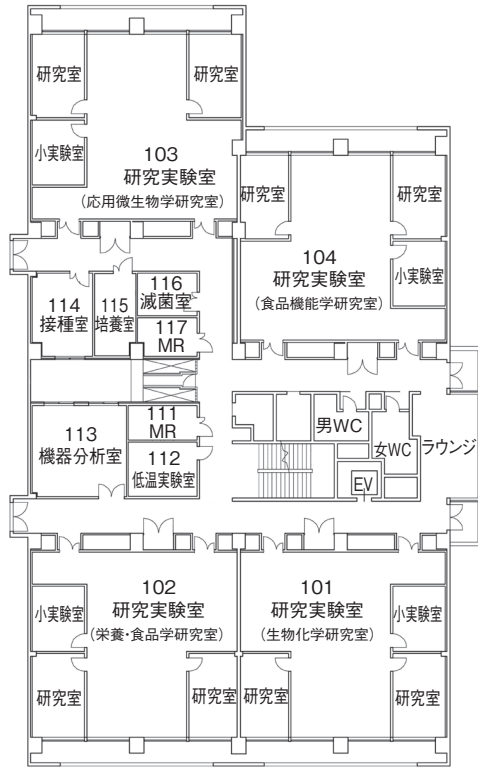 研究室
研究室
小実験室
103
研究実験室
(応用微生物学研究室)
研究室
研究室
104
研究実験室
(食品機能学研究室)
小実験室
114
接種室
115
培養室
116
滅菌室
117
MR
111
MR
113
機器分析室
112
低温実験室
男WC
女WC
ラウンジ
EV
102
研究実験室
(栄養・食品学研究室)
小実験室
101
研究実験室
(生物化学研究室)
小実験室
研究室
研究室
研究室
研究室